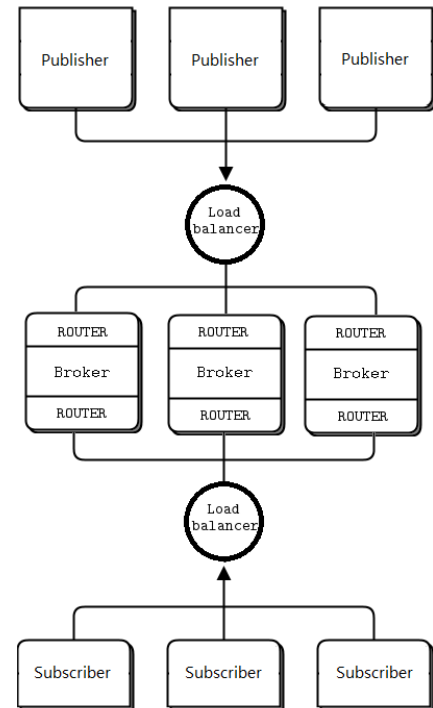 Publisher Publisher Publisher
Load
balancer
ROUTER ROUTER ROUTER
Broker Broker Broker
ROUTER ROUTER ROUTER
Load
balancer
Subscriber Subscriber Subscriber